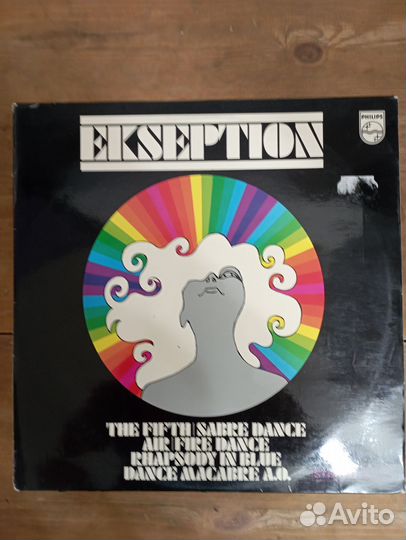 EKSEPTION
PHILIPS
THE FIFTH SABRE DANCE
AIR FIRE DANCE
RHAPSODY IN BLUE
DANCE MACABRE A.O.
Avito